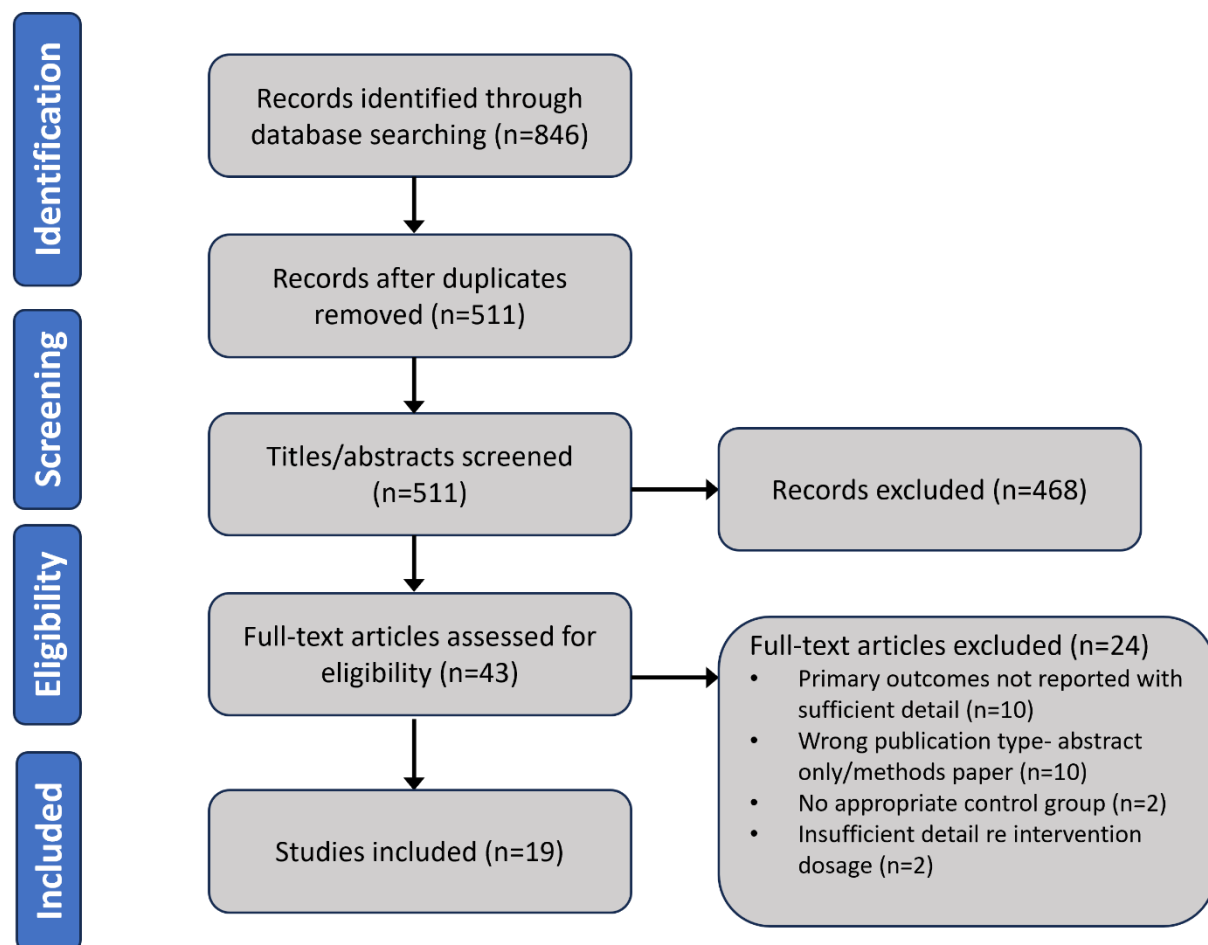 Identification
Records identified through
database searching (n=846)
Records after duplicates
removed (n=511)
Screening
Titles/abstracts screened
(n=511)
Records excluded (n=468)
Eligibility
Full-text articles assessed for
eligibility (n=43)
Full-text articles excluded (n=24)
• Primary outcomes not reported with
sufficient detail (n=10)
• Wrong publication type- abstract
only/methods paper (n=10)
• No appropriate control group (n=2)
• Insufficient detail re intervention
dosage (n=2)
Included
Studies included (n=19)